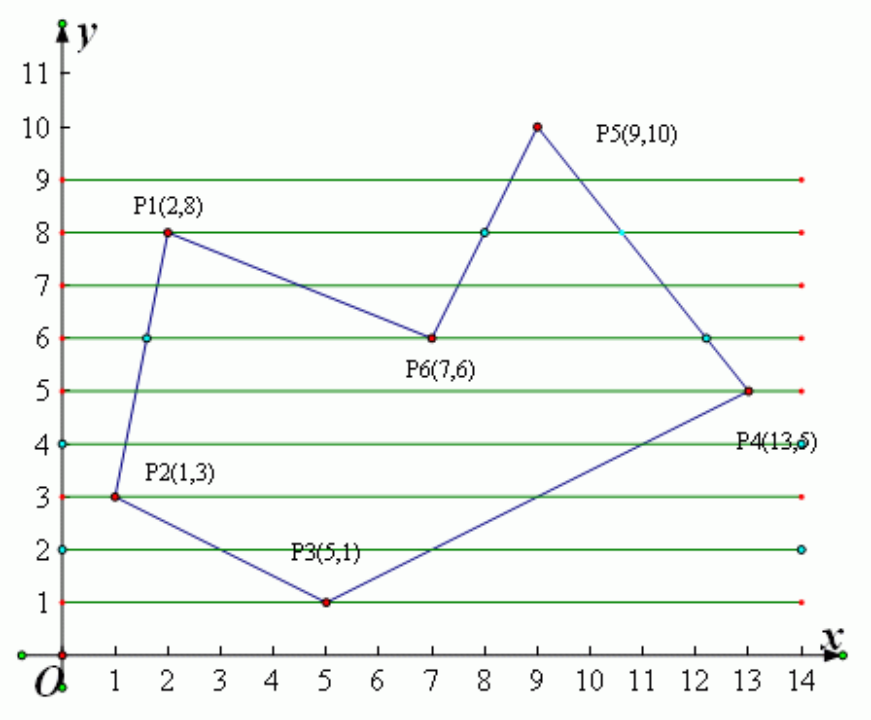 y
11
10
P5(9,10)
9
P1(2,8)
8
7
6
P6(7,6)
5
4
P4(13,5)
P2(1,3)
3
2
P3(5,1)
1
x
O 1 2 3 4 5 6 7 8 9 10 11 12 13 14